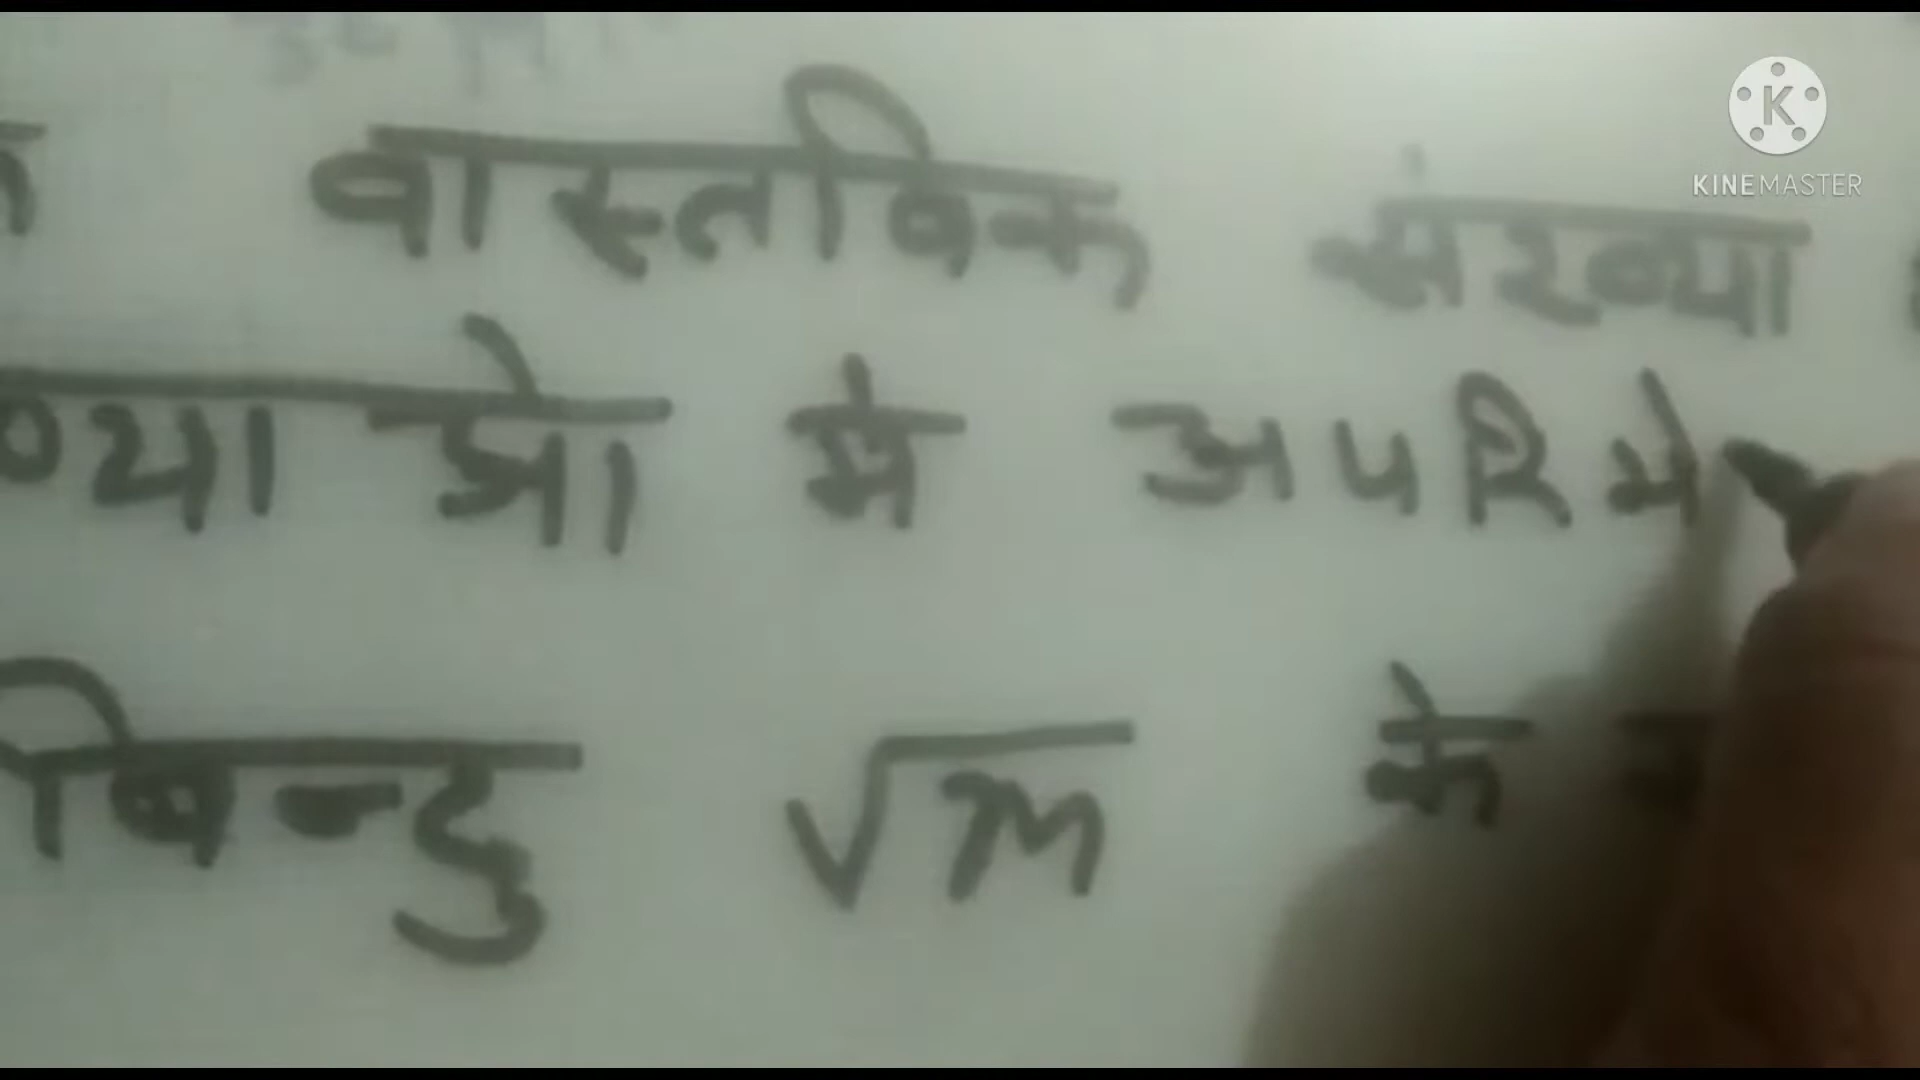 KINEMASTER
वास्तविक संख्या
ख्याओ में अपरिमे
बिन्दु √m के